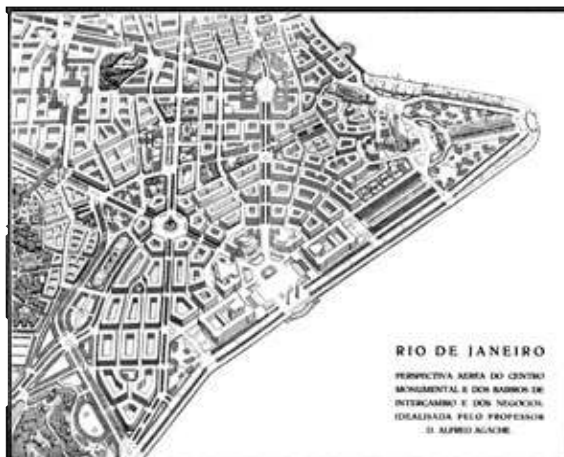 RIO DE JANEIRO
PERSPECTIVA AEREA DO CENTRO
MONUMENTAL E DOS BAIRROS DE
INTERCAMBIO E DOS NEGOCIOS.
IDEALISADA PELO PROFESSOR
D. ALFRED AGACHE.